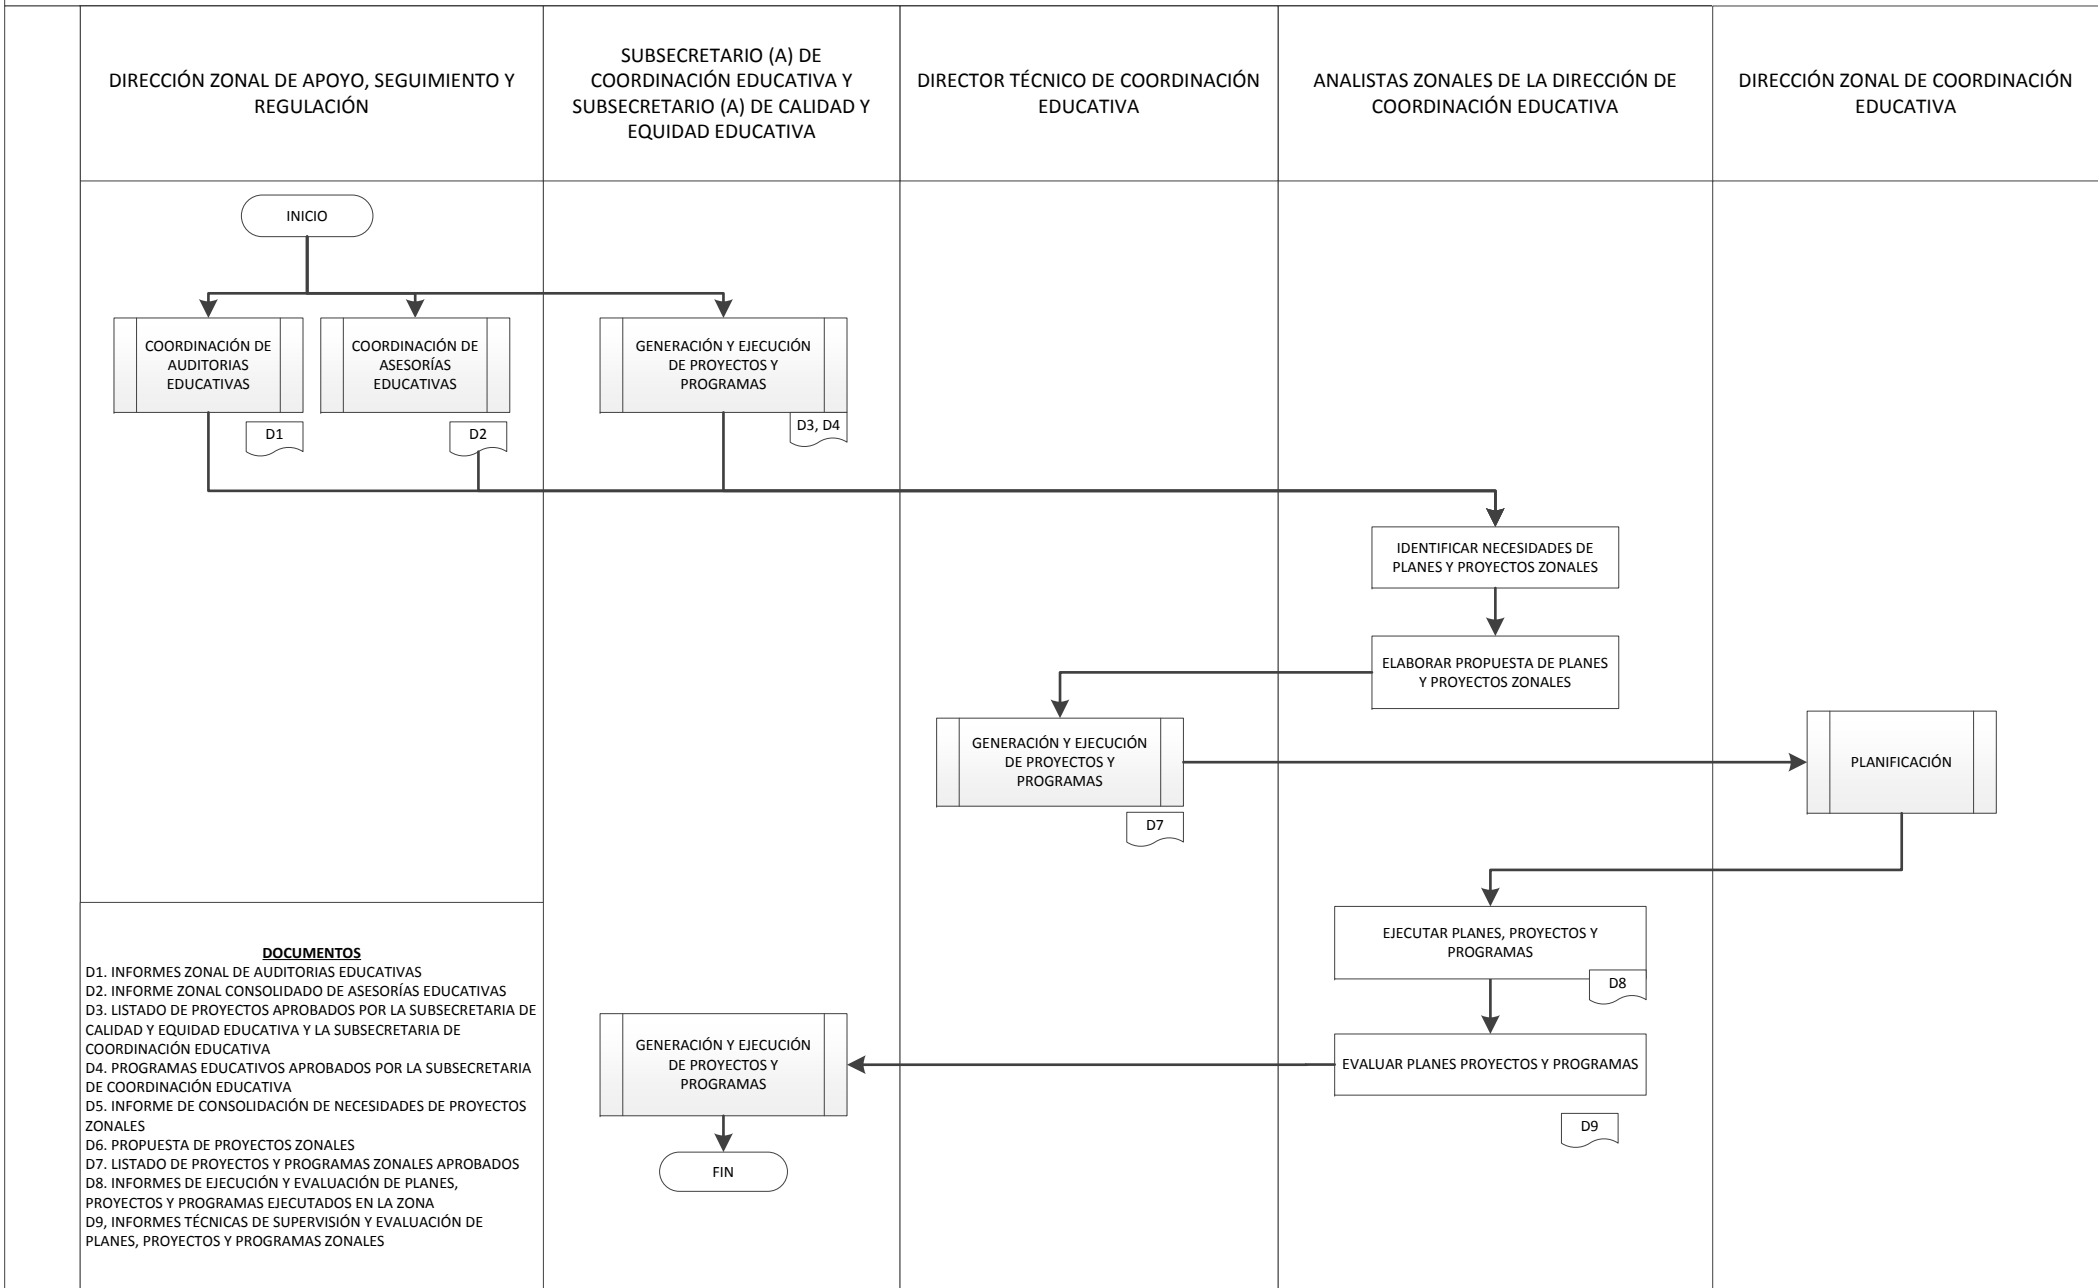 DIRECCIÓN ZONAL DE APOYO, SEGUIMIENTO Y
REGULACIÓN
SUBSECRETARIO (A) DE
COORDINACIÓN EDUCATIVA Y
SUBSECRETARIO (A) DE CALIDAD Y
EQUIDAD EDUCATIVA
DIRECTOR TÉCNICO DE COORDINACIÓN
EDUCATIVA
ANALISTAS ZONALES DE LA DIRECCIÓN DE
COORDINACIÓN EDUCATIVA
DIRECCIÓN ZONAL DE COORDINACIÓN
EDUCATIVA
INICIO
COORDINACIÓN DE
AUDITORIAS
EDUCATIVAS
D1
COORDINACIÓN DE
ASESORÍAS
EDUCATIVAS
D2
GENERACIÓN Y EJECUCIÓN
DE PROYECTOS Y
PROGRAMAS
D3, D4
IDENTIFICAR NECESIDADES DE
PLANES Y PROYECTOS ZONALES
ELABORAR PROPUESTA DE PLANES
Y PROYECTOS ZONALES
GENERACIÓN Y EJECUCIÓN
DE PROYECTOS Y
PROGRAMAS
D7
PLANIFICACIÓN
EJECUTAR PLANES, PROYECTOS Y
PROGRAMAS
D8
EVALUAR PLANES PROYECTOS Y PROGRAMAS
D9
GENERACIÓN Y EJECUCIÓN
DE PROYECTOS Y
PROGRAMAS
FIN
DOCUMENTOS
D1. INFORMES ZONAL DE AUDITORIAS EDUCATIVAS
D2. INFORME ZONAL CONSOLIDADO DE ASESORÍAS EDUCATIVAS
D3. LISTADO DE PROYECTOS APROBADOS POR LA SUBSECRETARIA DE
CALIDAD Y EQUIDAD EDUCATIVA Y LA SUBSECRETARIA DE
COORDINACIÓN EDUCATIVA
D4. PROGRAMAS EDUCATIVOS APROBADOS POR LA SUBSECRETARIA
DE COORDINACIÓN EDUCATIVA
D5. INFORME DE CONSOLIDACIÓN DE NECESIDADES DE PROYECTOS
ZONALES
D6. PROPUESTA DE PROYECTOS ZONALES
D7. LISTADO DE PROYECTOS Y PROGRAMAS ZONALES APROBADOS
D8. INFORMES DE EJECUCIÓN Y EVALUACIÓN DE PLANES,
PROYECTOS Y PROGRAMAS EJECUTADOS EN LA ZONA
D9, INFORMES TÉCNICAS DE SUPERVISIÓN Y EVALUACIÓN DE
PLANES, PROYECTOS Y PROGRAMAS ZONALES